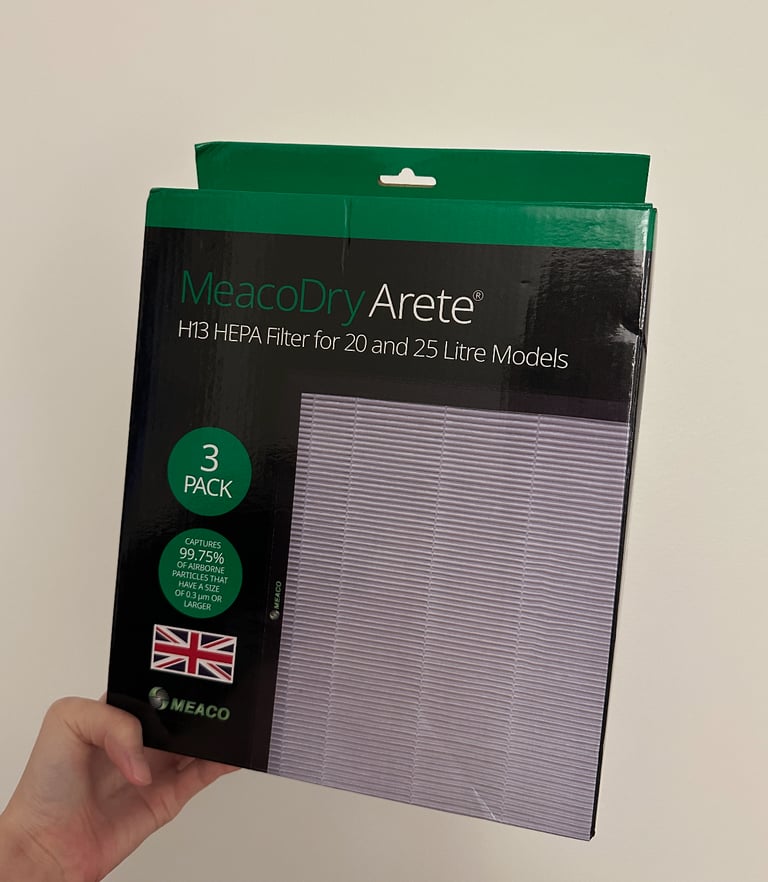 MeacoDry Arete®
H13 HEPA Filter for 20 and 25 Litre Models
3
PACK
CAPTURES
99.75%
OF AIRBORNE
PARTICLES THAT
HAVE A SIZE
OF 0.3 µm OR
LARGER
MEACO
MEACO